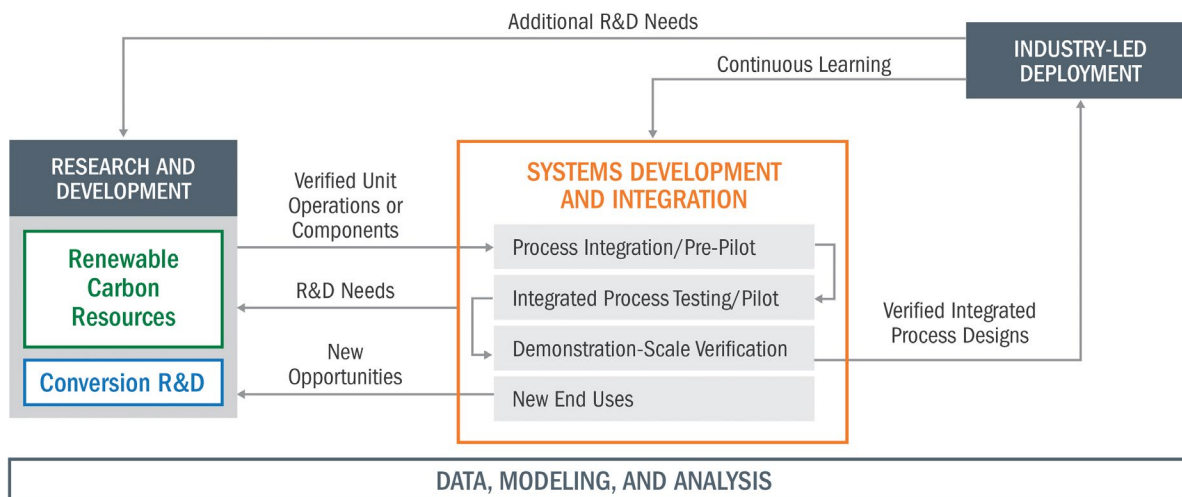 Additional R&D Needs
INDUSTRY-LED
DEPLOYMENT
Continuous Learning
RESEARCH AND
DEVELOPMENT
Renewable
Carbon
Resources
Conversion R&D
Verified Unit
Operations or
Components
R&D Needs
New
Opportunities
SYSTEMS DEVELOPMENT
AND INTEGRATION
Process Integration/Pre-Pilot
Integrated Process Testing/Pilot
Demonstration-Scale Verification
New End Uses
Verified Integrated
Process Designs
DATA, MODELING, AND ANALYSIS